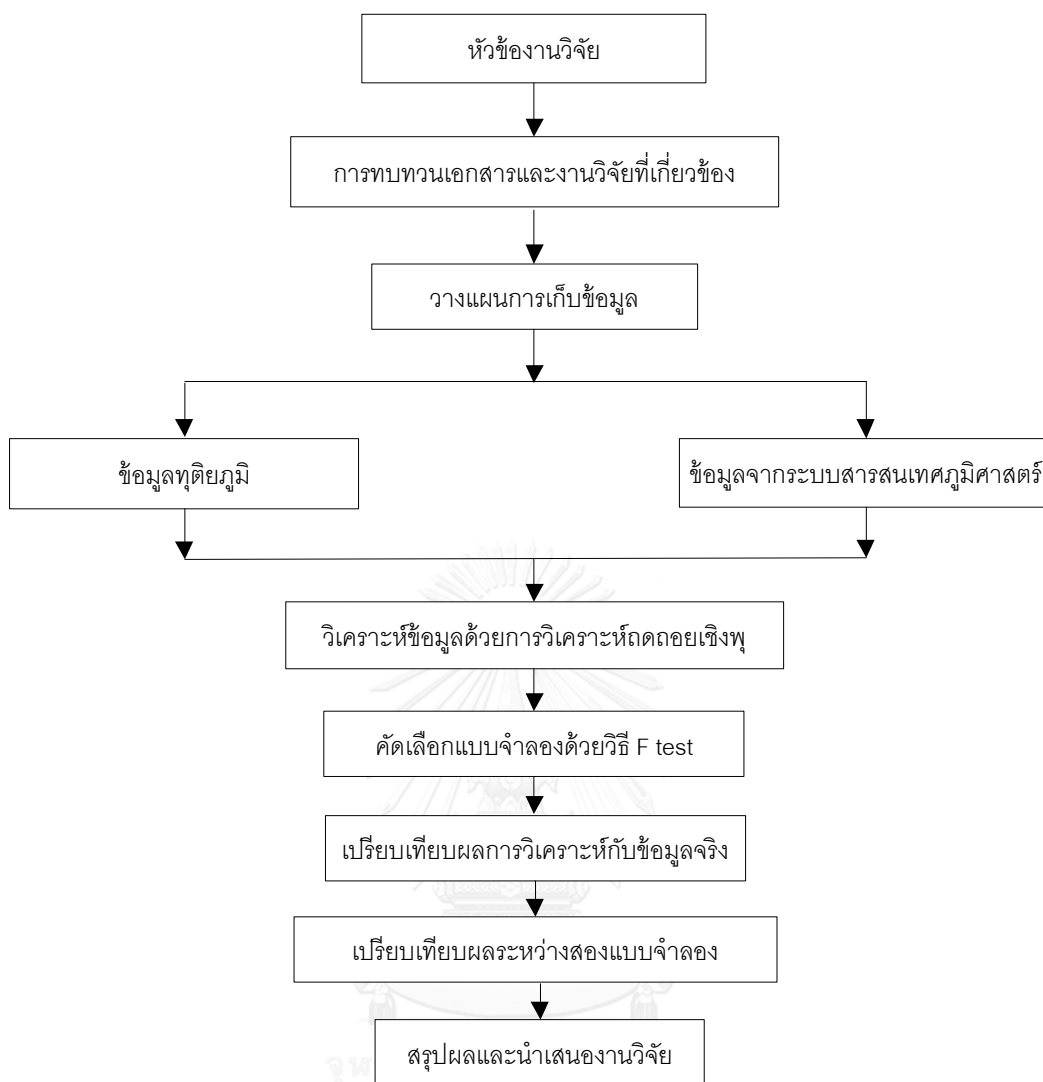 หัวข้องานวิจัย
การทบทวนเอกสารและงานวิจัยที่เกี่ยวข้อง
วางแผนการเก็บข้อมูล
ข้อมูลทุติยภูมิ
ข้อมูลจากระบบสารสนเทศภูมิศาสตร์
วิเคราะห์ข้อมูลด้วยการวิเคราะห์ถดถอยเชิงพุ
คัดเลือกแบบจำลองด้วยวิธี F test
เปรียบเทียบผลการวิเคราะห์กับข้อมูลจริง
เปรียบเทียบผลระหว่างสองแบบจำลอง
สรุปผลและนำเสนองานวิจัย